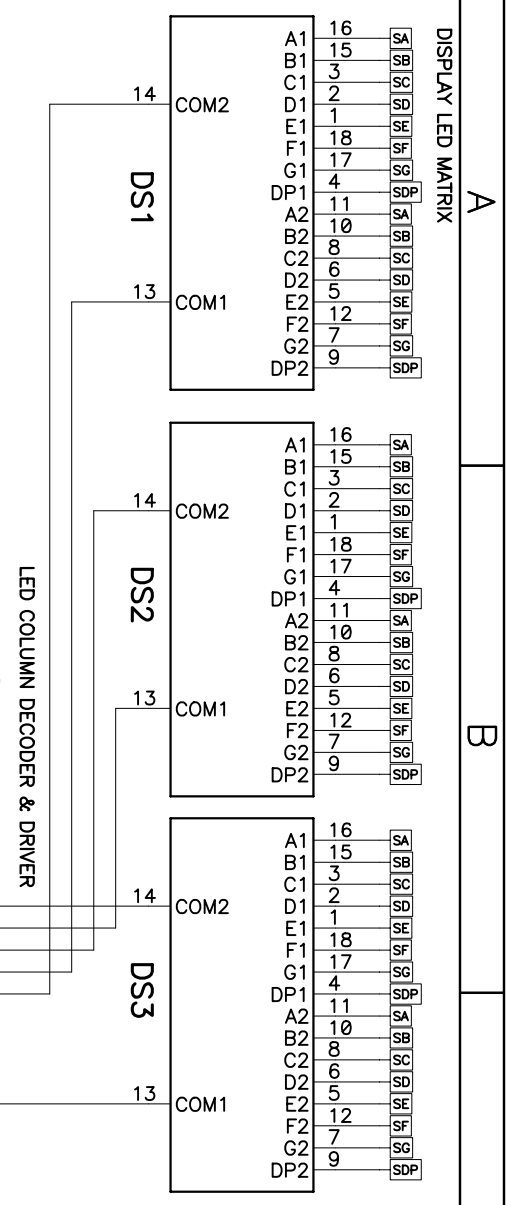 DISPLAY LED MATRIX
A
B
16 A1 SA
15 B1 SB
3 C1 SC
14 COM2 2 D1 SD
1 E1 SE
18 F1 SF
17 G1 SG
4 DP1 SDP
DS1
11 A2 SA
10 B2 SB
8 C2 SC
6 D2 SD
13 COM1 5 E2 SE
12 F2 SF
7 G2 SG
9 DP2 SDP
16 A1 SA
15 B1 SB
3 C1 SC
14 COM2 2 D1 SD
1 E1 SE
18 F1 SF
17 G1 SG
4 DP1 SDP
DS2
11 A2 SA
10 B2 SB
8 C2 SC
6 D2 SD
13 COM1 5 E2 SE
12 F2 SF
7 G2 SG
9 DP2 SDP
LED COLUMN DECODER & DRIVER
16 A1 SA
15 B1 SB
3 C1 SC
14 COM2 2 D1 SD
1 E1 SE
18 F1 SF
17 G1 SG
4 DP1 SDP
DS3
11 A2 SA
10 B2 SB
8 C2 SC
6 D2 SD
13 COM1 5 E2 SE
12 F2 SF
7 G2 SG
9 DP2 SDP